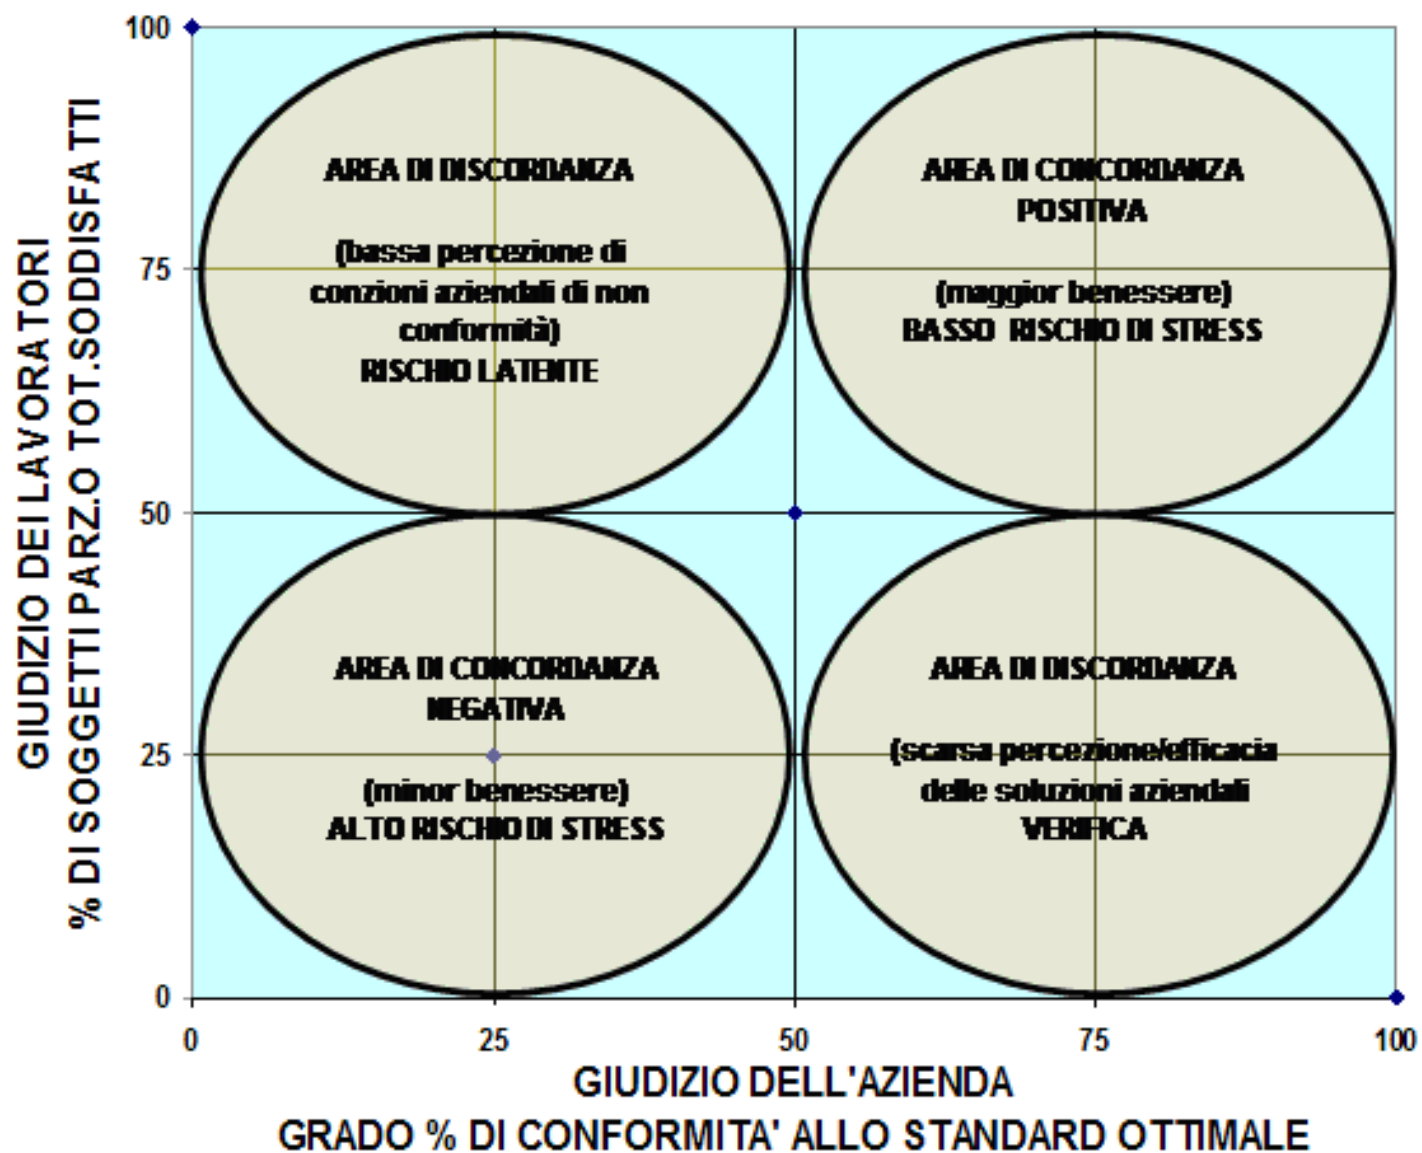 100
75
50
25
0
GIUDIZIO DEI LAVORATORI
% DI SOGGETTI PARZ.O TOT.SODDISFATTI
AREA DI DISCORDANZA
(bassa percezione di
conzioni aziendali di non
conformità)
RISCHIO LATENTE
AREA DI CONCORDANZA
POSITIVA
(maggior benessere)
BASSO RISCHIO DI STRESS
AREA DI CONCORDANZA
NEGATIVA
(minor benessere)
ALTO RISCHIO DI STRESS
AREA DI DISCORDANZA
(scarsa percezione/efficacia
delle soluzioni aziendali
VERIFICA
0 25 50 75 100
GIUDIZIO DELL'AZIENDA
GRADO % DI CONFORMITA' ALLO STANDARD OTTIMALE